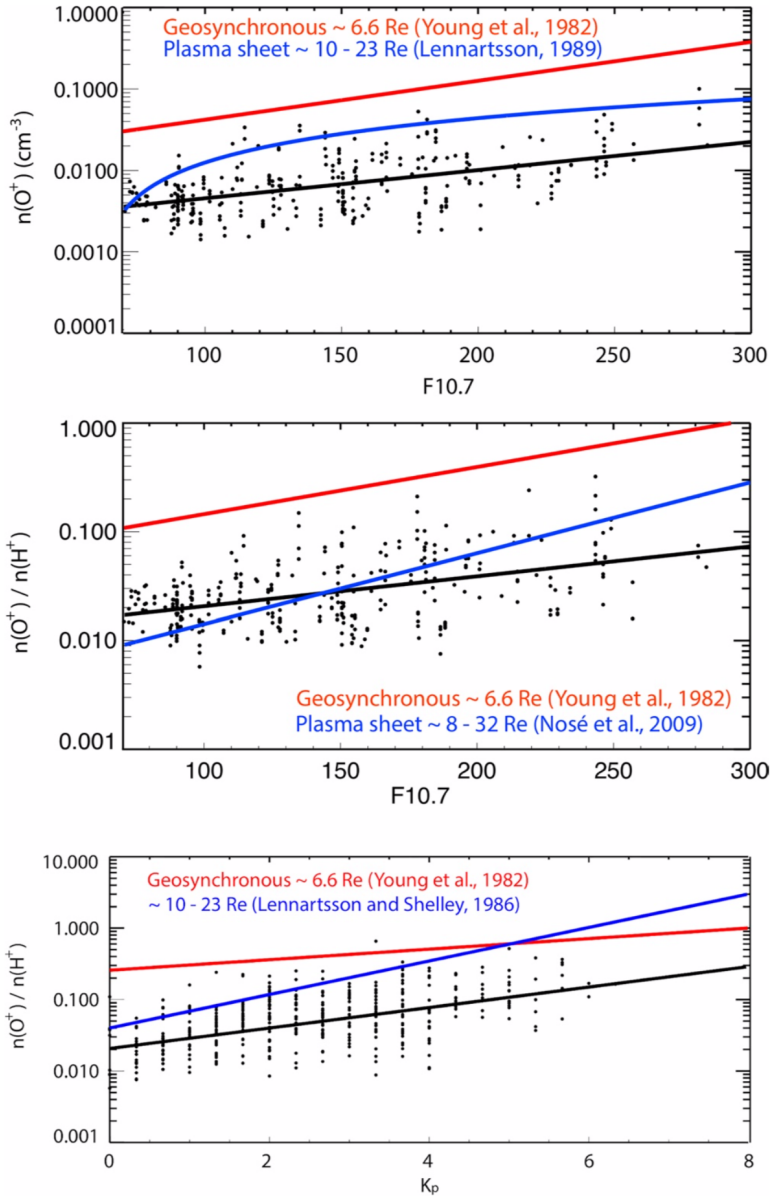 Geosynchronous ~ 6.6 Re (Young et al., 1982)
Plasma sheet ~ 10 - 23 Re (Lennartsson, 1989)
1.0000
0.1000
0.0100
0.0010
0.0001
n(O⁺) (cm⁻³)
100 150 200 250 300
F10.7
1.000
0.100
0.010
0.001
n(O⁺) / n(H⁺)
Geosynchronous ~ 6.6 Re (Young et al., 1982)
Plasma sheet ~ 8 - 32 Re (Nosé et al., 2009)
100 150 200 250 300
F10.7
10.000
1.000
0.100
0.010
0.001
n(O⁺) / n(H⁺)
Geosynchronous ~ 6.6 Re (Young et al., 1982)
~ 10 - 23 Re (Lennartsson and Shelley, 1986)
0 2 4 6 8
Kₚ